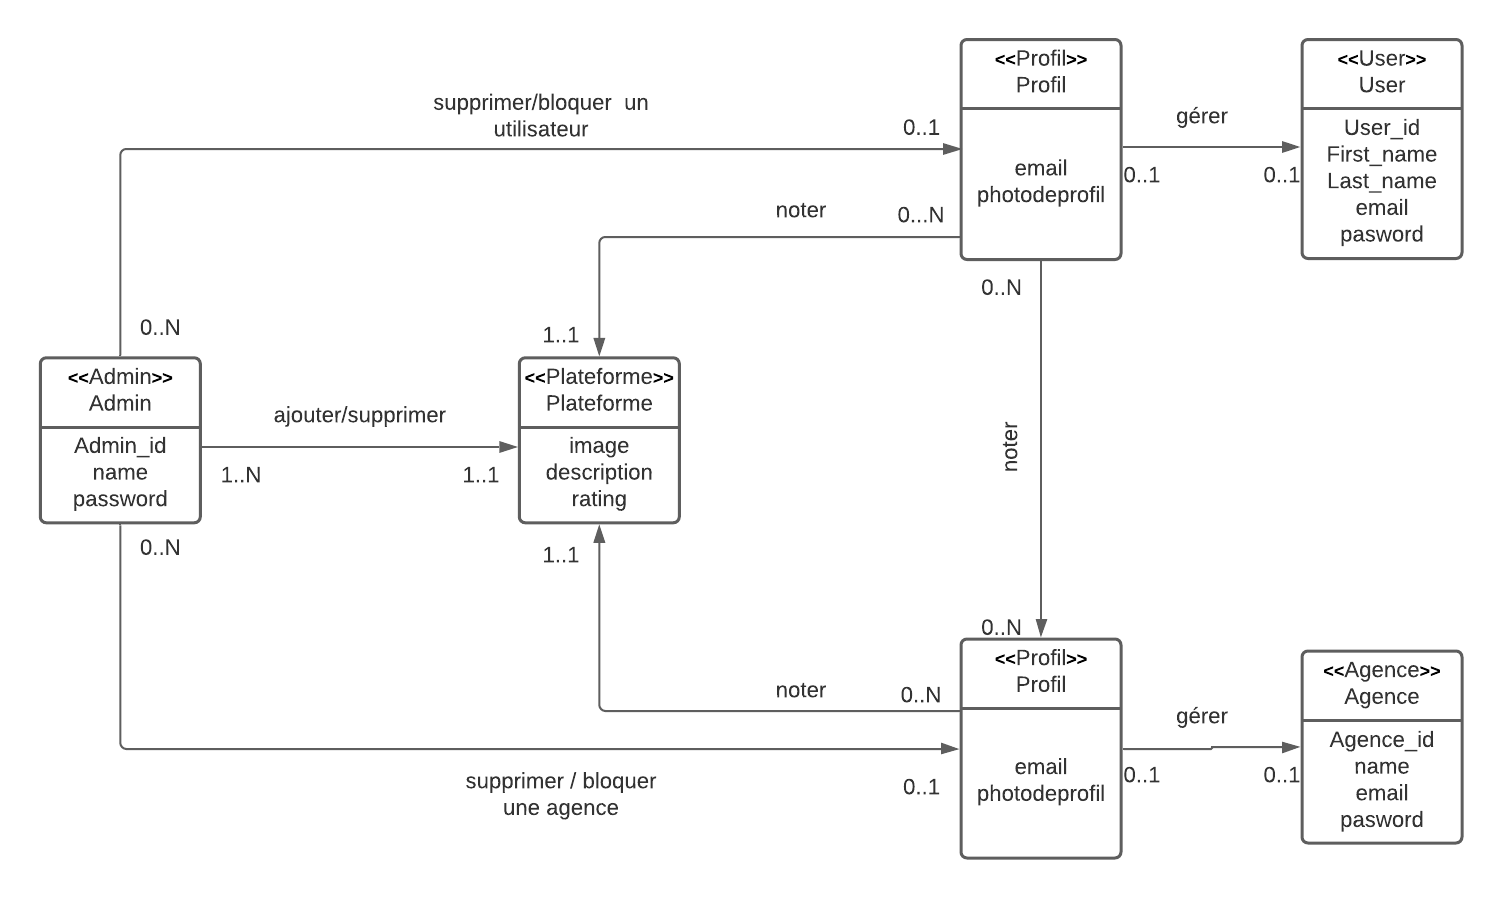 <<Profil>>
Profil
email
photodeprofil
<<User>>
User
User_id
First_name
Last_name
email
pasword
gérer
0..1
0..1
supprimer/bloquer un
utilisateur
0..1
0..N
noter
0...N
1..1
<<Admin>>
Admin
Admin_id
name
password
ajouter/supprimer
1..N
1..1
<<Plateforme>>
Plateforme
image
description
rating
0..N
noter
0..N
0..N
1..1
noter
0..N
supprimer / bloquer
une agence
0..1
<<Profil>>
Profil
email
photodeprofil
gérer
0..1
0..1
<<Agence>>
Agence
Agence_id
name
email
pasword